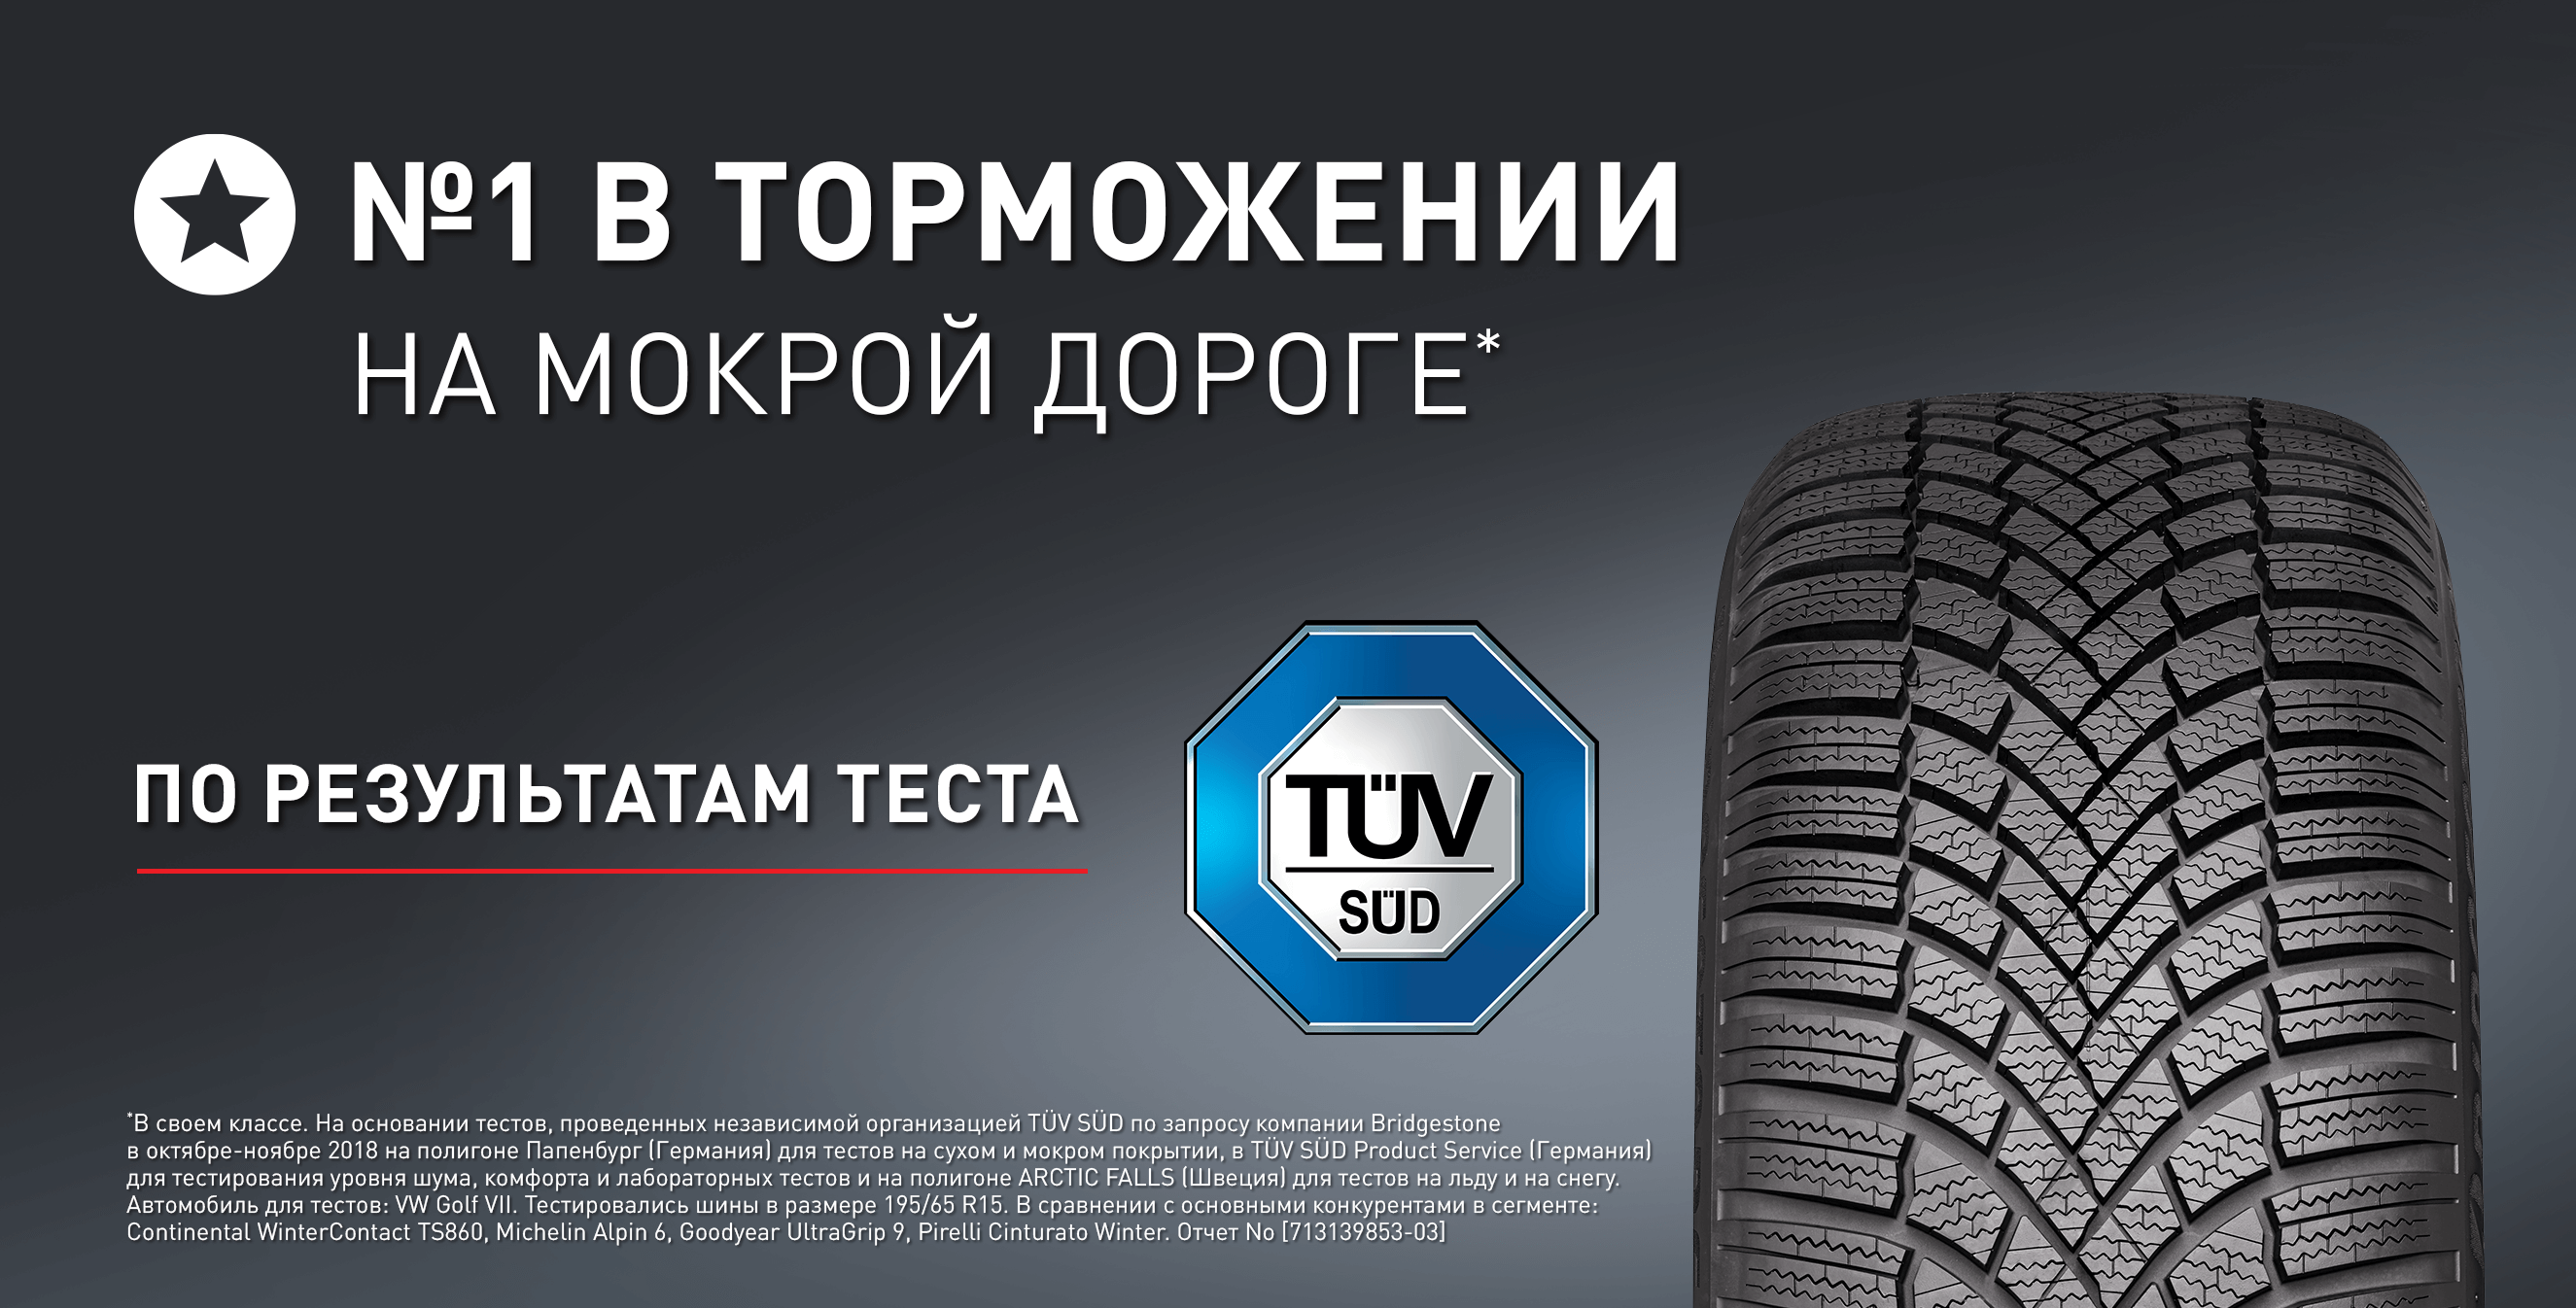 №1 В ТОРМОЖЕНИИ
НА МОКРОЙ ДОРОГЕ*
ПО РЕЗУЛЬТАТАМ ТЕСТА
TÜV
SÜD
*В своем классе. На основании тестов, проведенных независимой организацией TÜV SÜD по запросу компании Bridgestone
в октябре-ноябре 2018 на полигоне Папенбург (Германия) для тестов на сухом и мокром покрытии, в TÜV SÜD Product Service (Германия)
для тестирования уровня шума, комфорта и лабораторных тестов и на полигоне ARCTIC FALLS (Швеция) для тестов на льду и на снегу.
Автомобиль для тестов: VW Golf VII. Тестировались шины в размере 195/65 R15. В сравнении с основными конкурентами в сегменте:
Continental WinterContact TS860, Michelin Alpin 6, Goodyear UltraGrip 9, Pirelli Cinturato Winter. Отчет No [713139853-03]